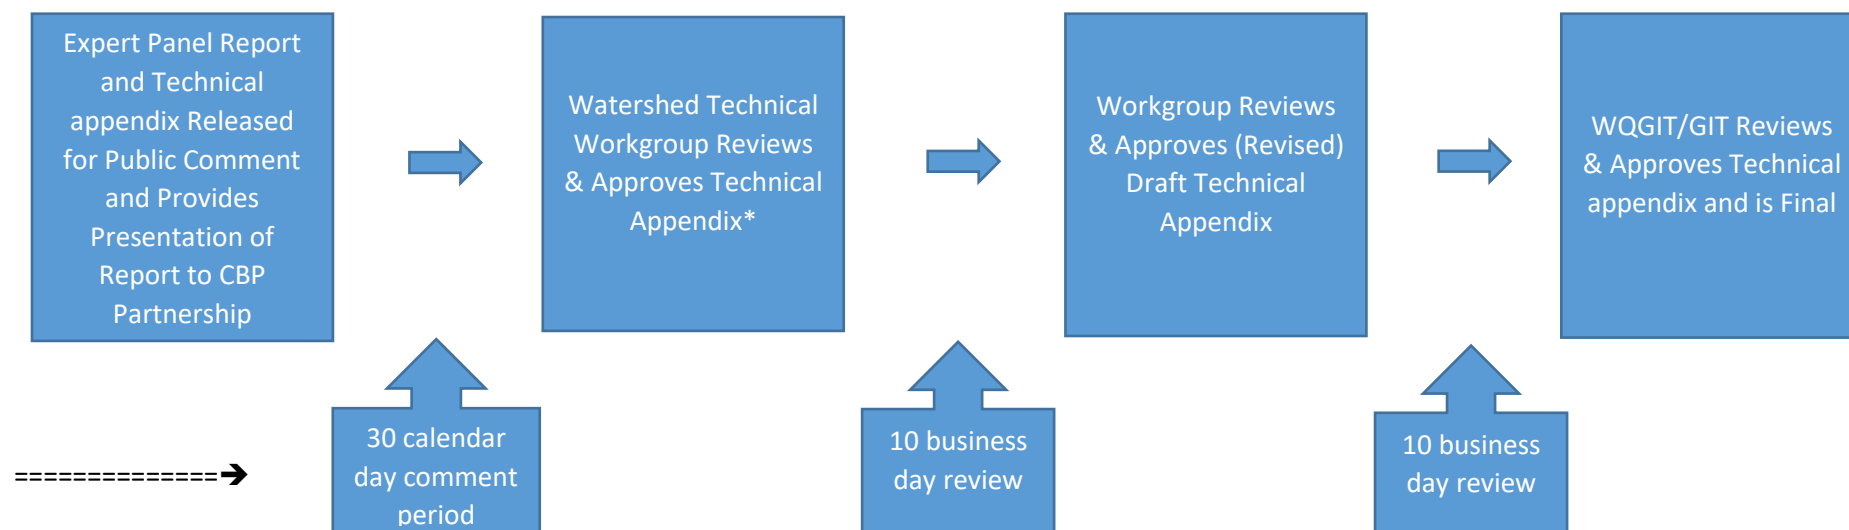 Expert Panel Report
and Technical
appendix Released
for Public Comment
and Provides
Presentation of
Report to CBP
Partnership
Watershed Technical
Workgroup Reviews
& Approves Technical
Appendix*
Workgroup Reviews
& Approves (Revised)
Draft Technical
Appendix
WQGIT/GIT Reviews
& Approves Technical
appendix and is Final
==============➔
30 calendar
day comment
period
10 business
day review
10 business
day review